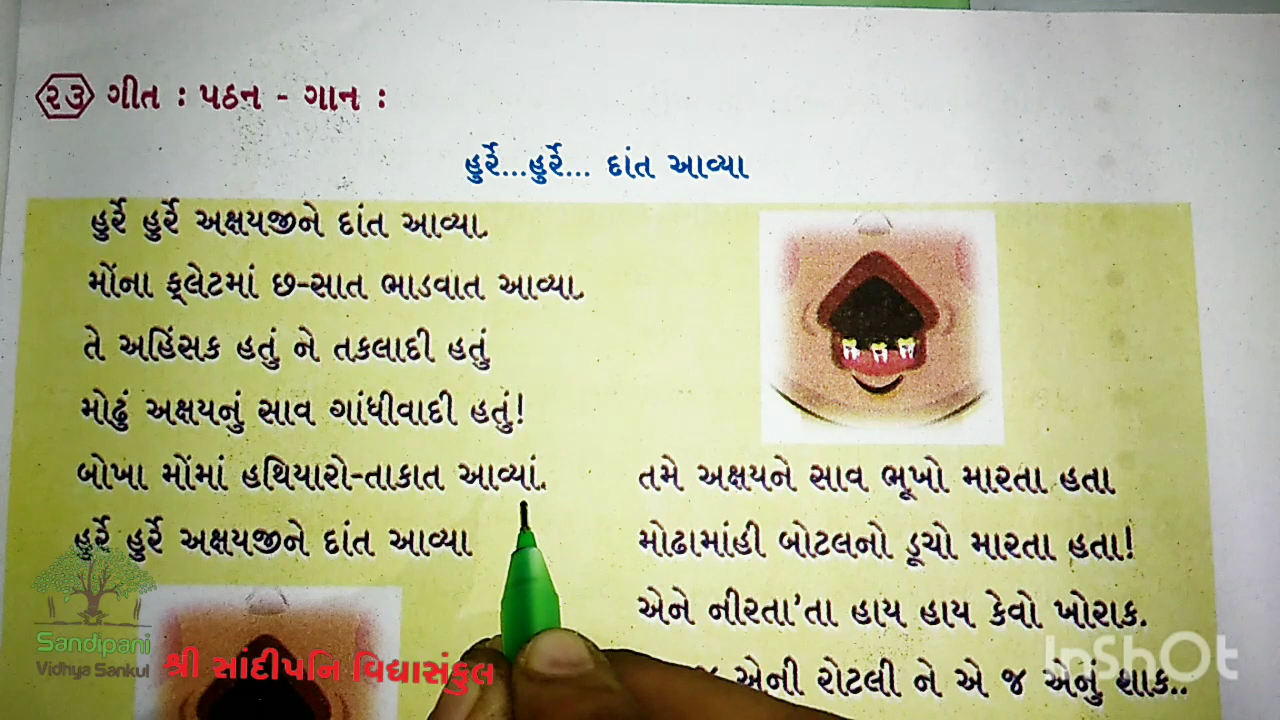 ૨૩ ગીત : પઠન - ગાન :
હુર્રે...હુર્રે... દાંત આવ્યા
હુર્રે હુર્રે અક્ષયજીને દાંત આવ્યા.
મોંના ફ્લેટમાં છ-સાત ભાડવાત આવ્યા.
તે અહિંસક હતું ને તકલાદી હતું
મોઢું અક્ષયનું સાવ ગાંધીવાદી હતું!
બોખા મોંમાં હથિયારો-તાકાત આવ્યાં.
હુર્રે હુર્રે અક્ષયજીને દાંત આવ્યા
તમે અક્ષયને સાવ ભૂખો મારતા હતા
મોઢામાંહી બોટલનો ડૂચો મારતા હતા!
એને નીરતા'તા હાય હાય કેવો ખોરાક.
એની રોટલી ને એ જ એનું શાક..
Sandipani
Vidhya Sankul
શ્રી સાંદીપનિ વિદ્યાસંકુલ
InShOt